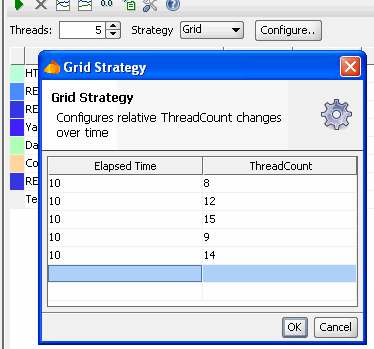 0.0
Threads: 5 Strategy Grid Configure..
Grid Strategy
Grid Strategy
Configures relative ThreadCount changes
over time
HT
RE
RE
Ya
Da
Co
RE
Te
Elapsed Time ThreadCount
10 8
10 12
10 15
10 9
10 14
OK Cancel